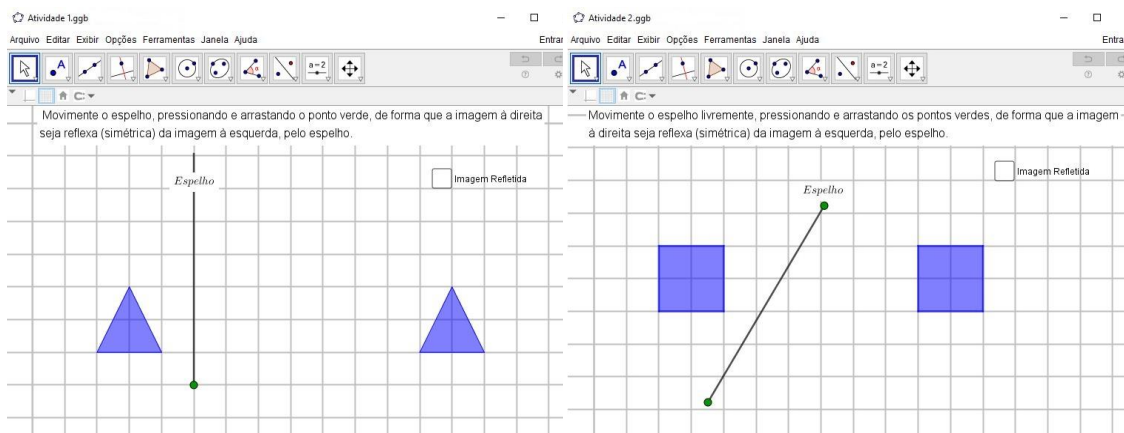 Atividade 1.ggb
Arquivo Editar Exibir Opções Ferramentas Janela Ajuda
Entrar
A
a=2
Movimente o espelho, pressionando e arrastando o ponto verde, de forma que a imagem à direita
seja reflexa (simétrica) da imagem à esquerda, pelo espelho.
Espelho
Imagem Refletida
Atividade 2.ggb
Arquivo Editar Exibir Opções Ferramentas Janela Ajuda
Entra
A
a=2
Movimente o espelho livremente, pressionando e arrastando os pontos verdes, de forma que a imagem
à direita seja reflexa (simétrica) da imagem à esquerda, pelo espelho.
Espelho
Imagem Refletida